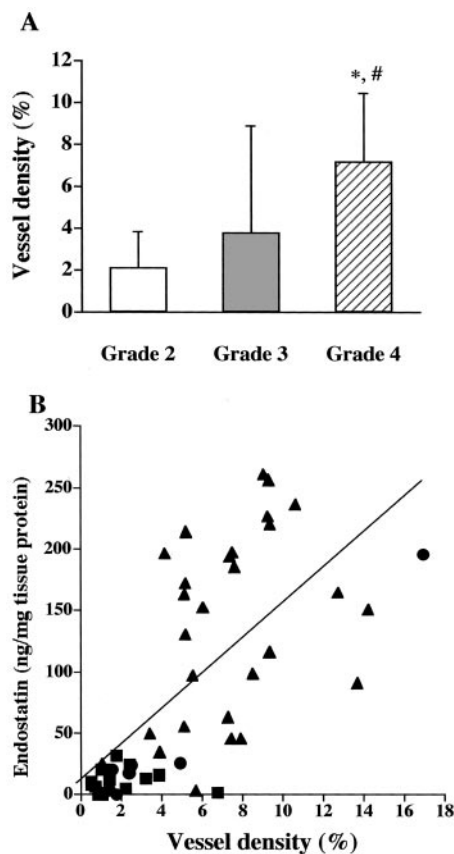 A
Vessel density (%)
12
10
8
6
4
2
0
*, #
Grade 2 Grade 3 Grade 4
B
Endostatin (ng/mg tissue protein)
300
250
200
150
100
50
0
0 2 4 6 8 10 12 14 16 18
Vessel density (%)